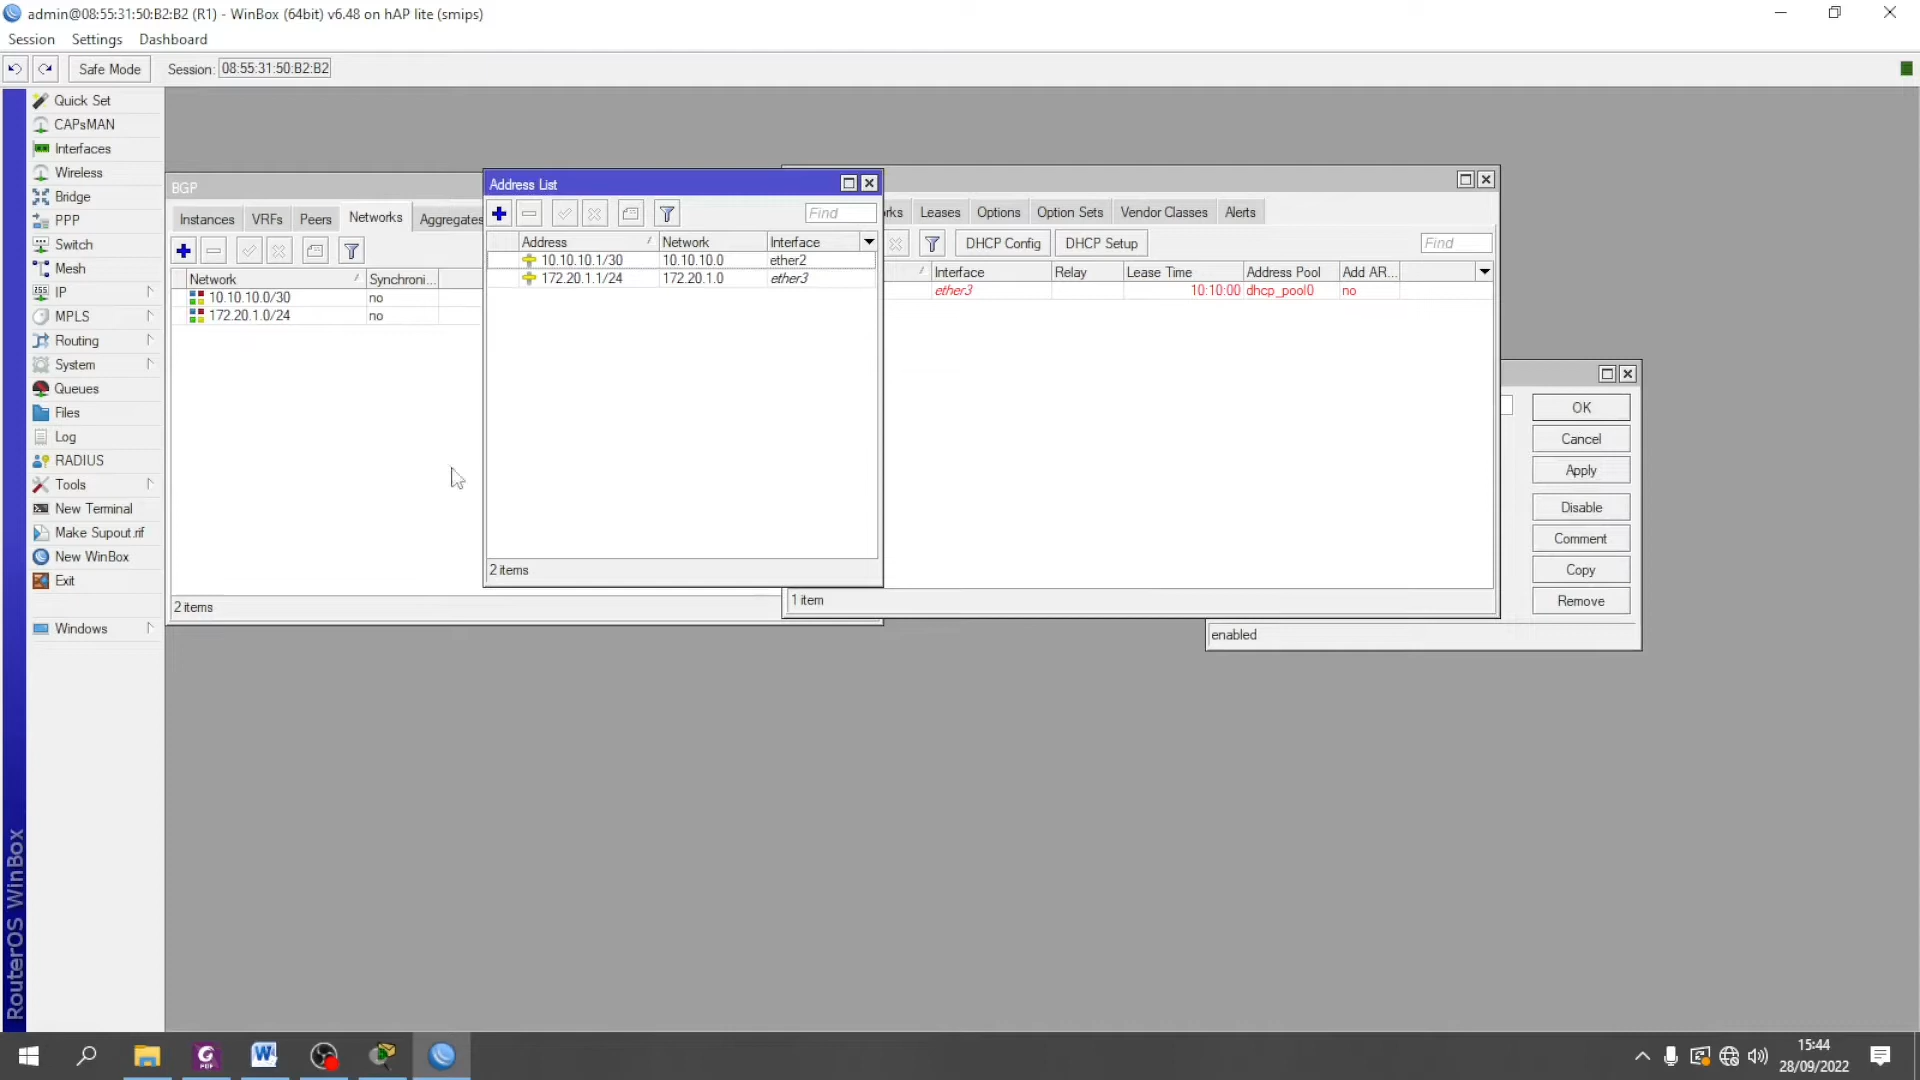 admin@08:55:31:50:B2:B2 (R1) - WinBox (64bit) v6.48 on hAP lite (smips)
Session Settings Dashboard
Safe Mode Session: 08:55:31:50:B2:B2
Quick Set
CAPsMAN
Interfaces
Wireless
Bridge
PPP
Switch
Mesh
IP
MPLS
Routing
System
Queues
Files
Log
RADIUS
Tools
New Terminal
Make Supout.rif
New WinBox
Exit
Windows
RouterOS WinBox
BGP
Instances VRFs Peers Networks Aggregates
Network Synchroni...
10.10.10.0/30 no
172.20.1.0/24 no
2 items
Address List
Find
Address Network Interface
10.10.10.1/30 10.10.10.0 ether2
172.20.1.1/24 172.20.1.0 ether3
2 items
rks Leases Options Option Sets Vendor Classes Alerts
DHCP Config DHCP Setup Find
Interface Relay Lease Time Address Pool Add AR...
ether3 10:10:00 dhcp_pool0 no
1 item
OK
Cancel
Apply
Disable
Comment
Copy
Remove
enabled
15:44
28/09/2022